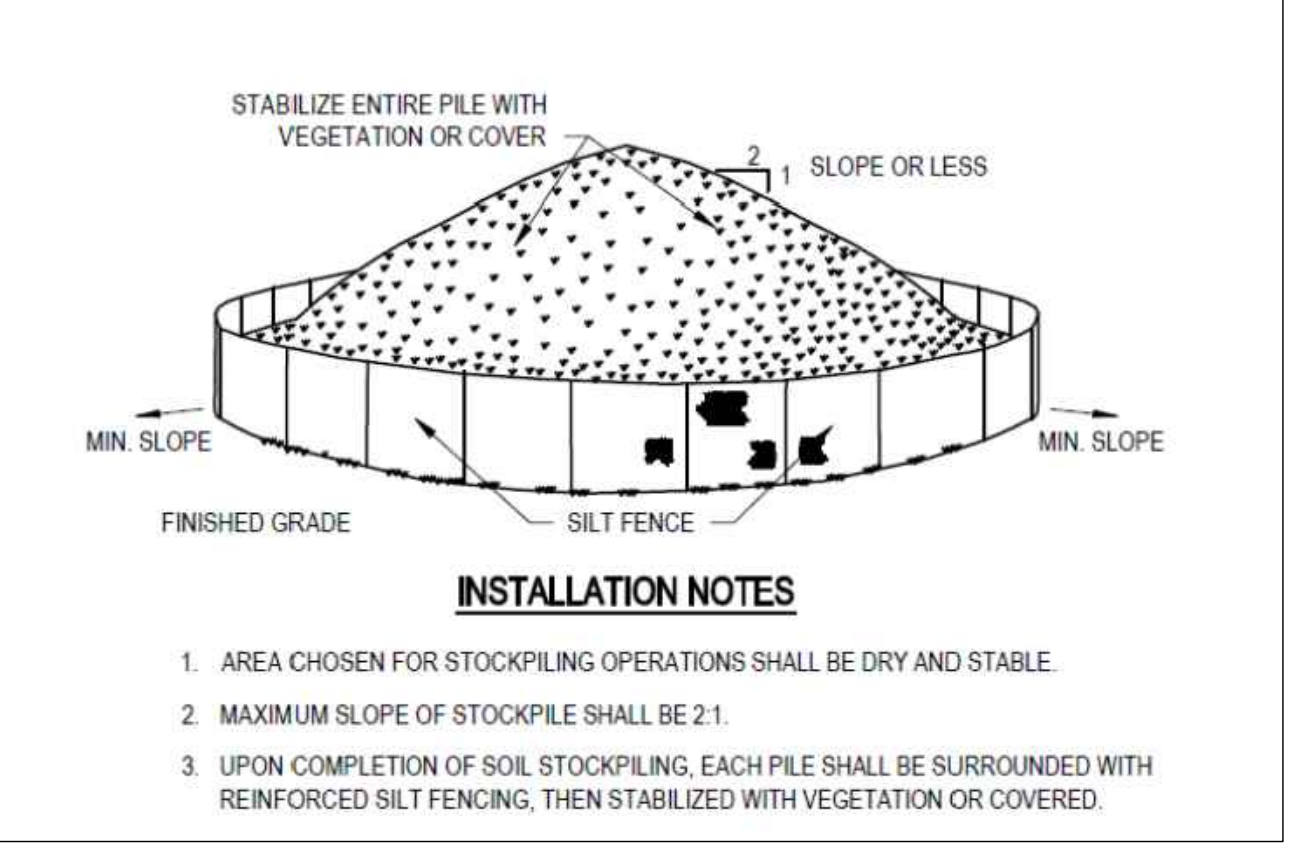 STABILIZE ENTIRE PILE WITH
VEGETATION OR COVER
2
1
SLOPE OR LESS
MIN. SLOPE
MIN. SLOPE
FINISHED GRADE
SILT FENCE
INSTALLATION NOTES
1. AREA CHOSEN FOR STOCKPILING OPERATIONS SHALL BE DRY AND STABLE.
2. MAXIMUM SLOPE OF STOCKPILE SHALL BE 2:1.
3. UPON COMPLETION OF SOIL STOCKPILING, EACH PILE SHALL BE SURROUNDED WITH
REINFORCED SILT FENCING, THEN STABILIZED WITH VEGETATION OR COVERED.